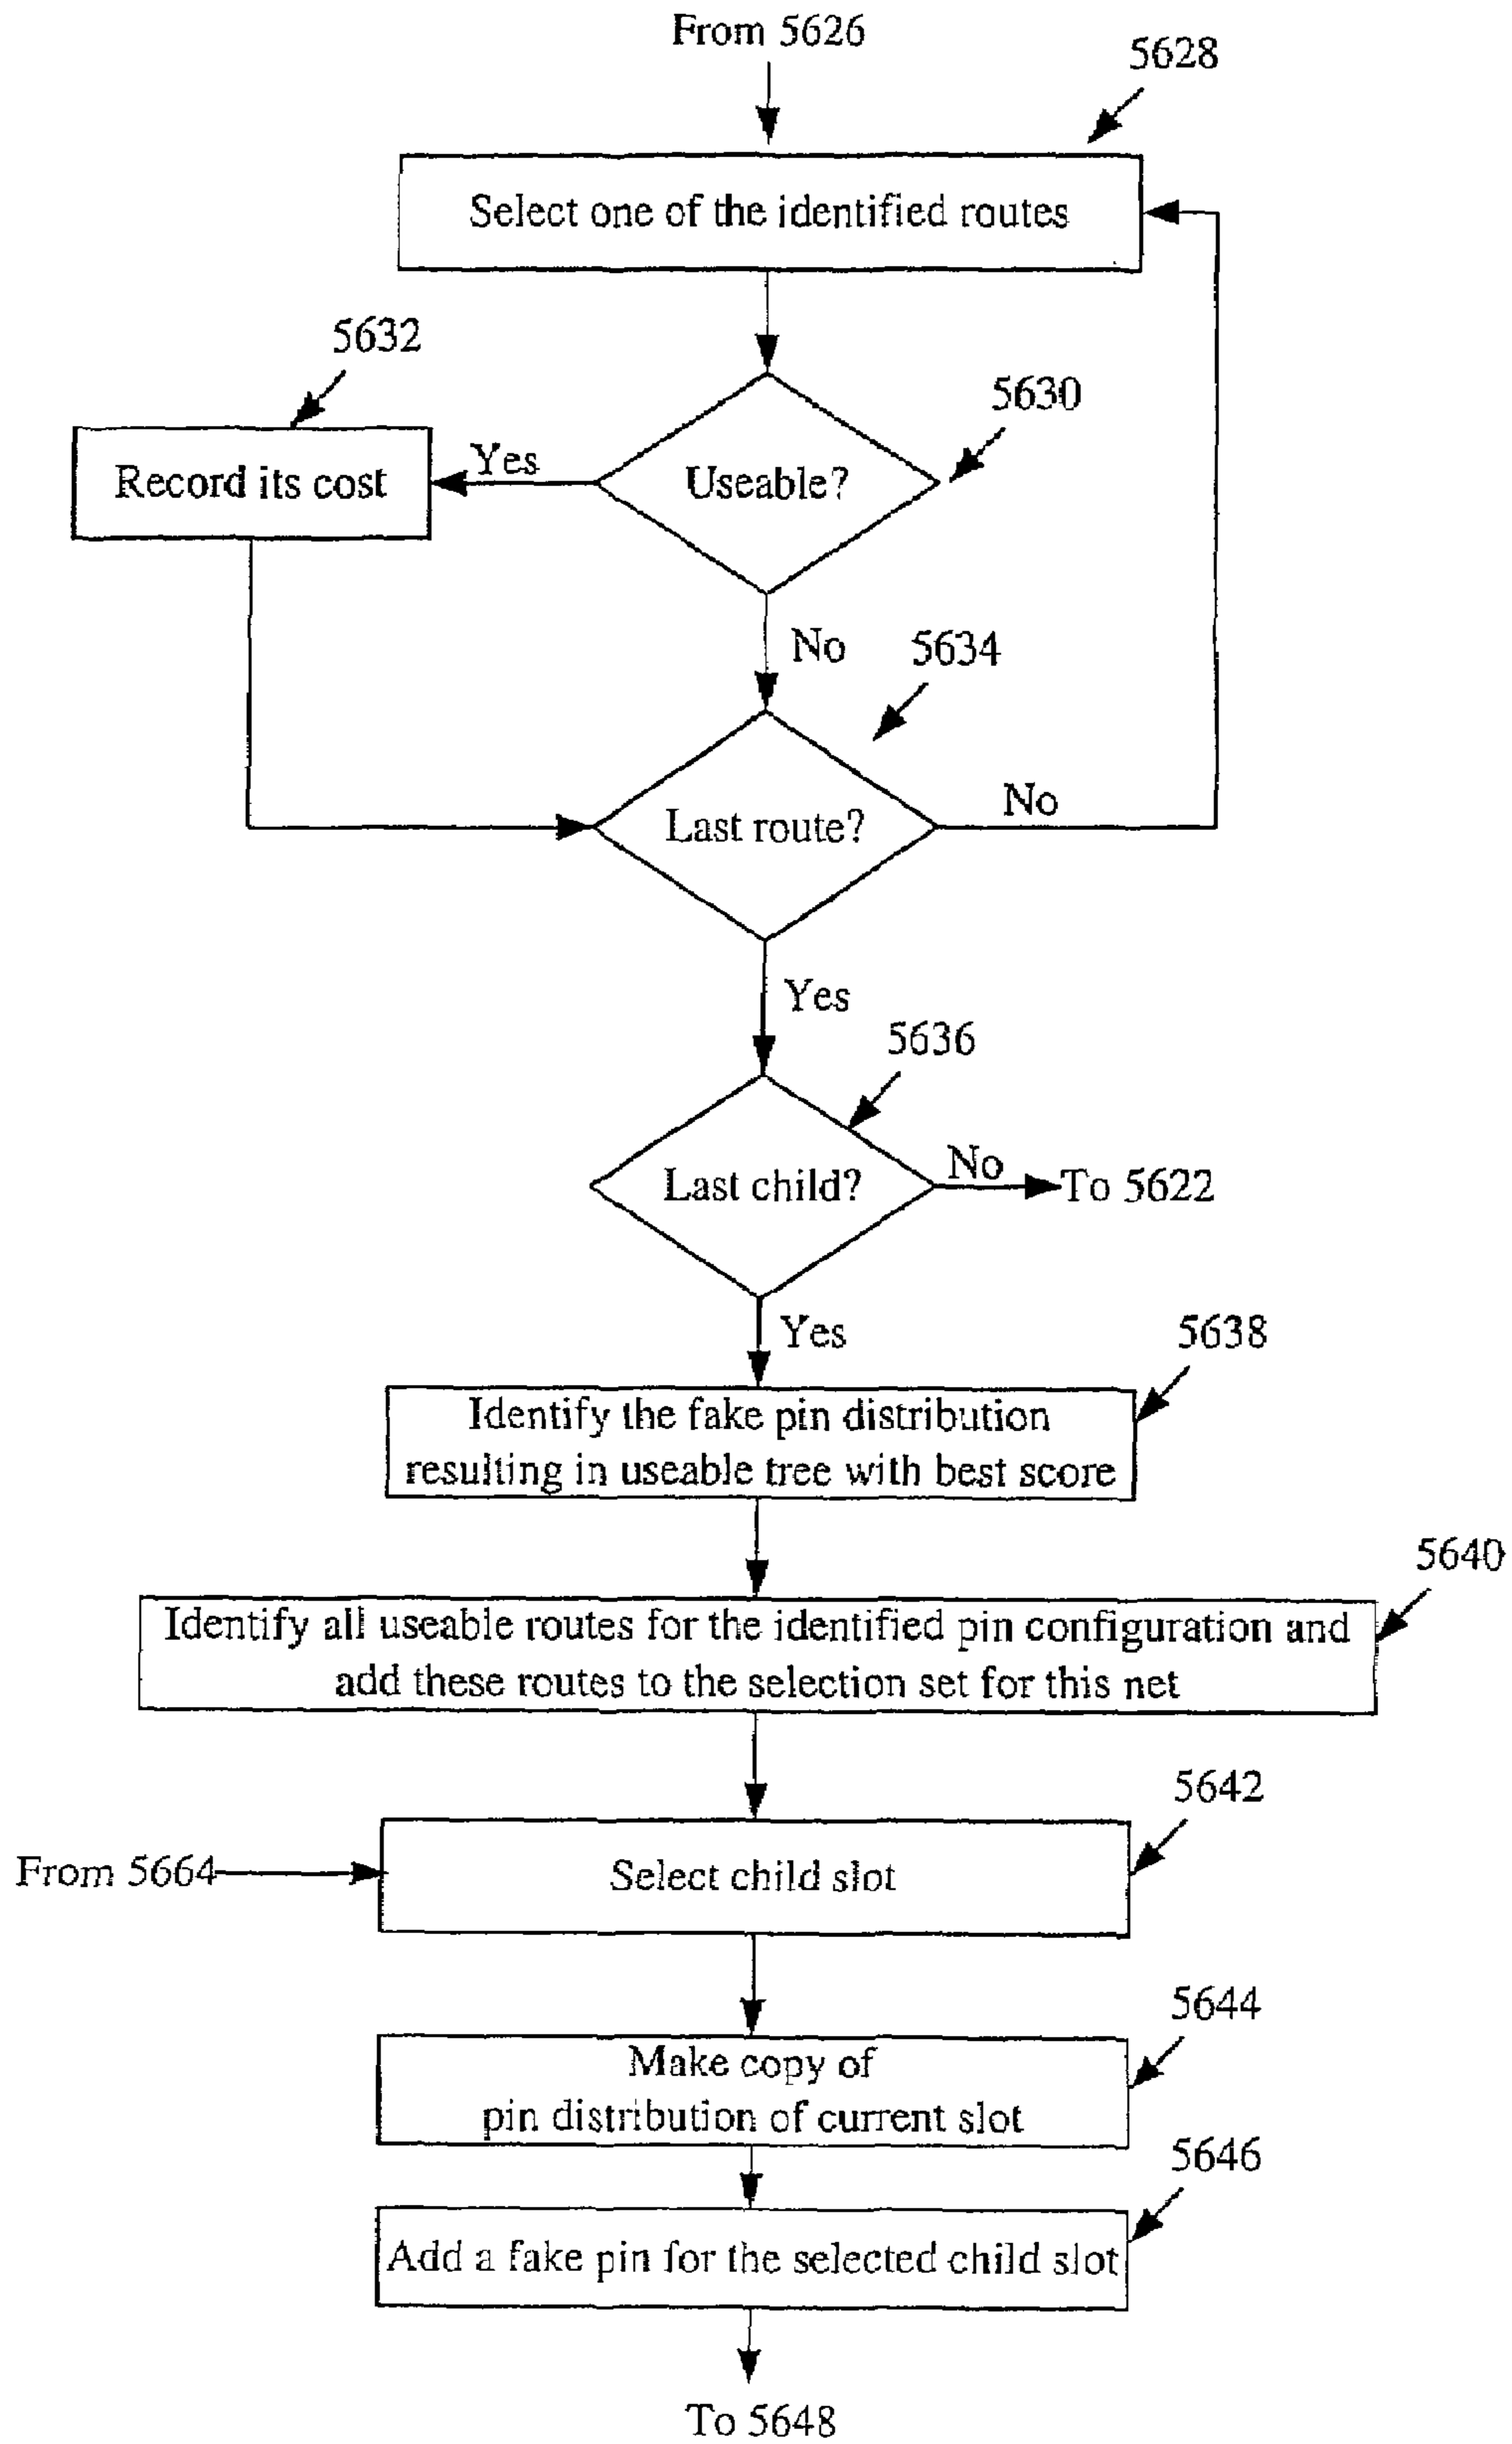 From 5626
5628
Select one of the identified routes
5632
5630
Record its cost
Yes
Useable?
No
5634
Last route?
No
Yes
5636
Last child?
No
To 5622
Yes
5638
Identify the fake pin distribution
resulting in useable tree with best score
5640
Identify all useable routes for the identified pin configuration and
add these routes to the selection set for this net
5642
From 5664
Select child slot
5644
Make copy of
pin distribution of current slot
5646
Add a fake pin for the selected child slot
To 5648